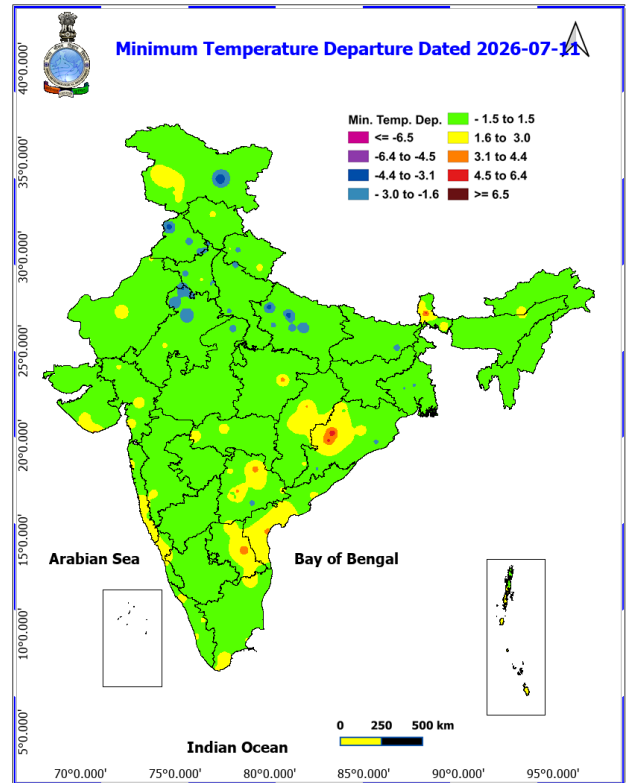 Minimum Temperature Departure Dated 2026-07-11
Min. Temp. Dep.
<= -6.5
-6.4 to -4.5
-4.4 to -3.1
- 3.0 to -1.6
- 1.5 to 1.5
1.6 to 3.0
3.1 to 4.4
4.5 to 6.4
>= 6.5
40°0.000'
35°0.000'
30°0.000'
25°0.000'
20°0.000'
15°0.000'
10°0.000'
5°0.000'
Arabian Sea
Bay of Bengal
0 250 500 km
Indian Ocean
70°0.000' 75°0.000' 80°0.000' 85°0.000' 90°0.000' 95°0.000'